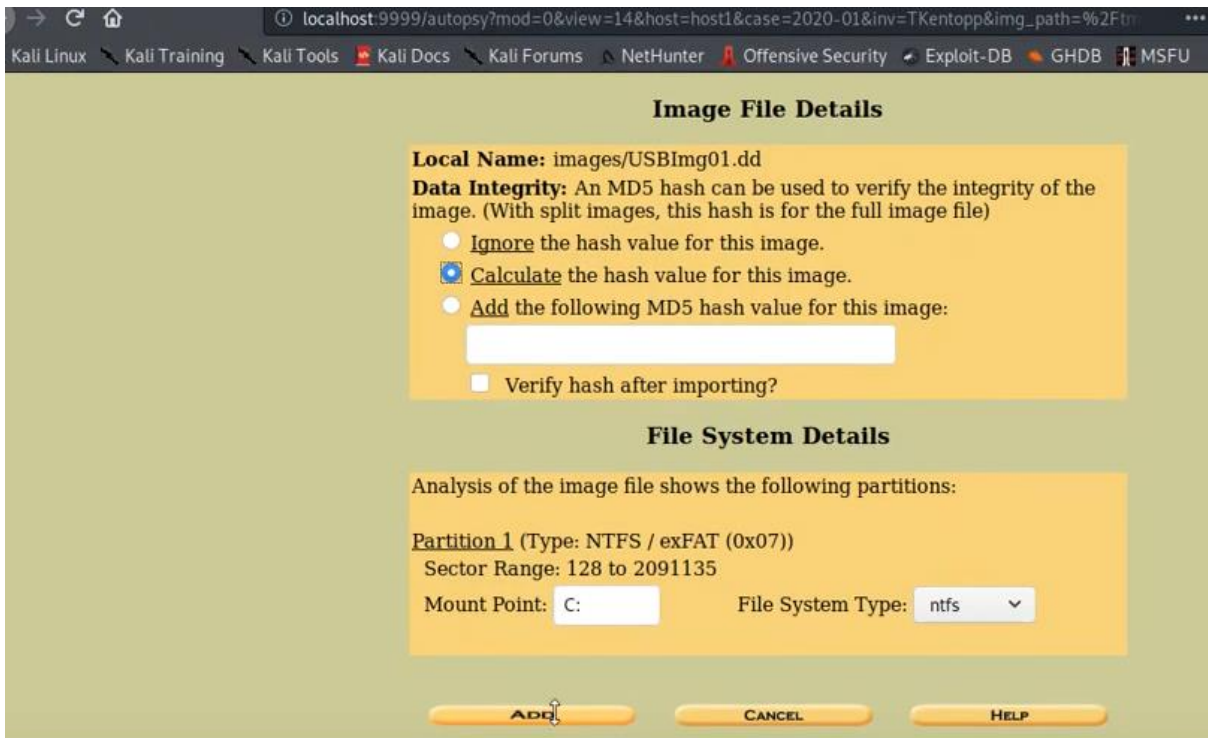 localhost:9999/autopsy?mod=0&view=14&host=host1&case=2020-01&inv=TKentopp&img_path=%2Ftm
Kali Linux Kali Training Kali Tools Kali Docs Kali Forums NetHunter Offensive Security Exploit-DB GHDB MSFU
Image File Details
Local Name: images/USBImg01.dd
Data Integrity: An MD5 hash can be used to verify the integrity of the
image. (With split images, this hash is for the full image file)
Ignore the hash value for this image.
Calculate the hash value for this image.
Add the following MD5 hash value for this image:
Verify hash after importing?
File System Details
Analysis of the image file shows the following partitions:
Partition 1 (Type: NTFS / exFAT (0x07))
Sector Range: 128 to 2091135
Mount Point: C: File System Type: ntfs
ADD CANCEL HELP